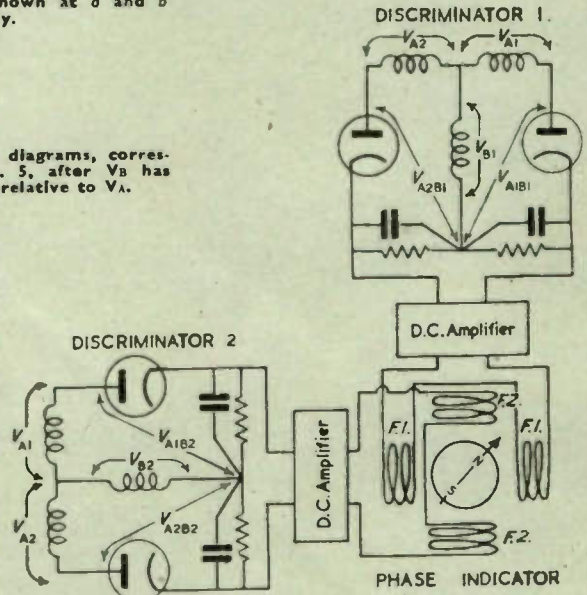 hown at a and b
y.
diagrams, corres-
. 5, after VB has
relative to VA.
DISCRIMINATOR 1.
VA2
VA1
VB1
VA2B1
VA1B1
D.C. Amplifier
DISCRIMINATOR 2
VA1
VA1B2
VB2
VA2
VA2B2
D.C. Amplifier
F.1.
F.2.
F.1.
S
N
F.2.
PHASE INDICATOR